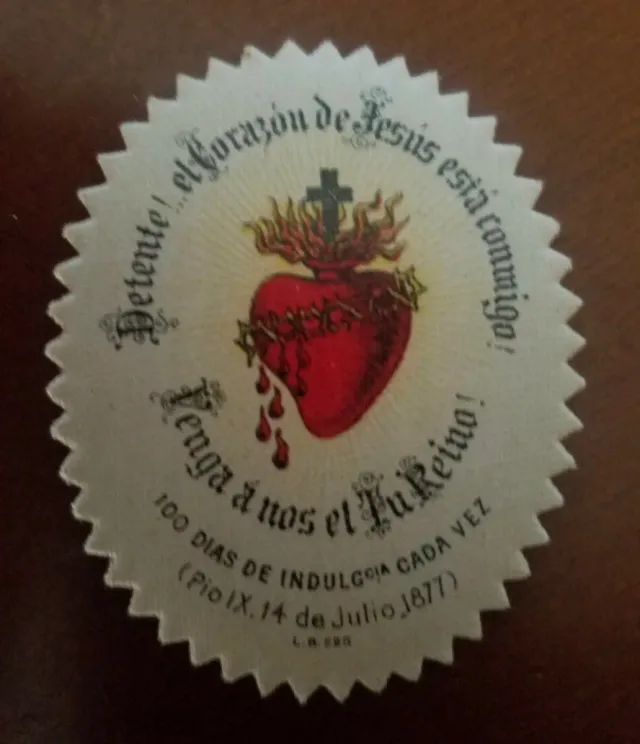 Detente! ... el Corazón de Jesús está conmigo!
Venga á nos el Tu Reino!
100 DIAS DE INDULGCIA CADA VEZ
(Pio IX. 14 de Julio 1877)